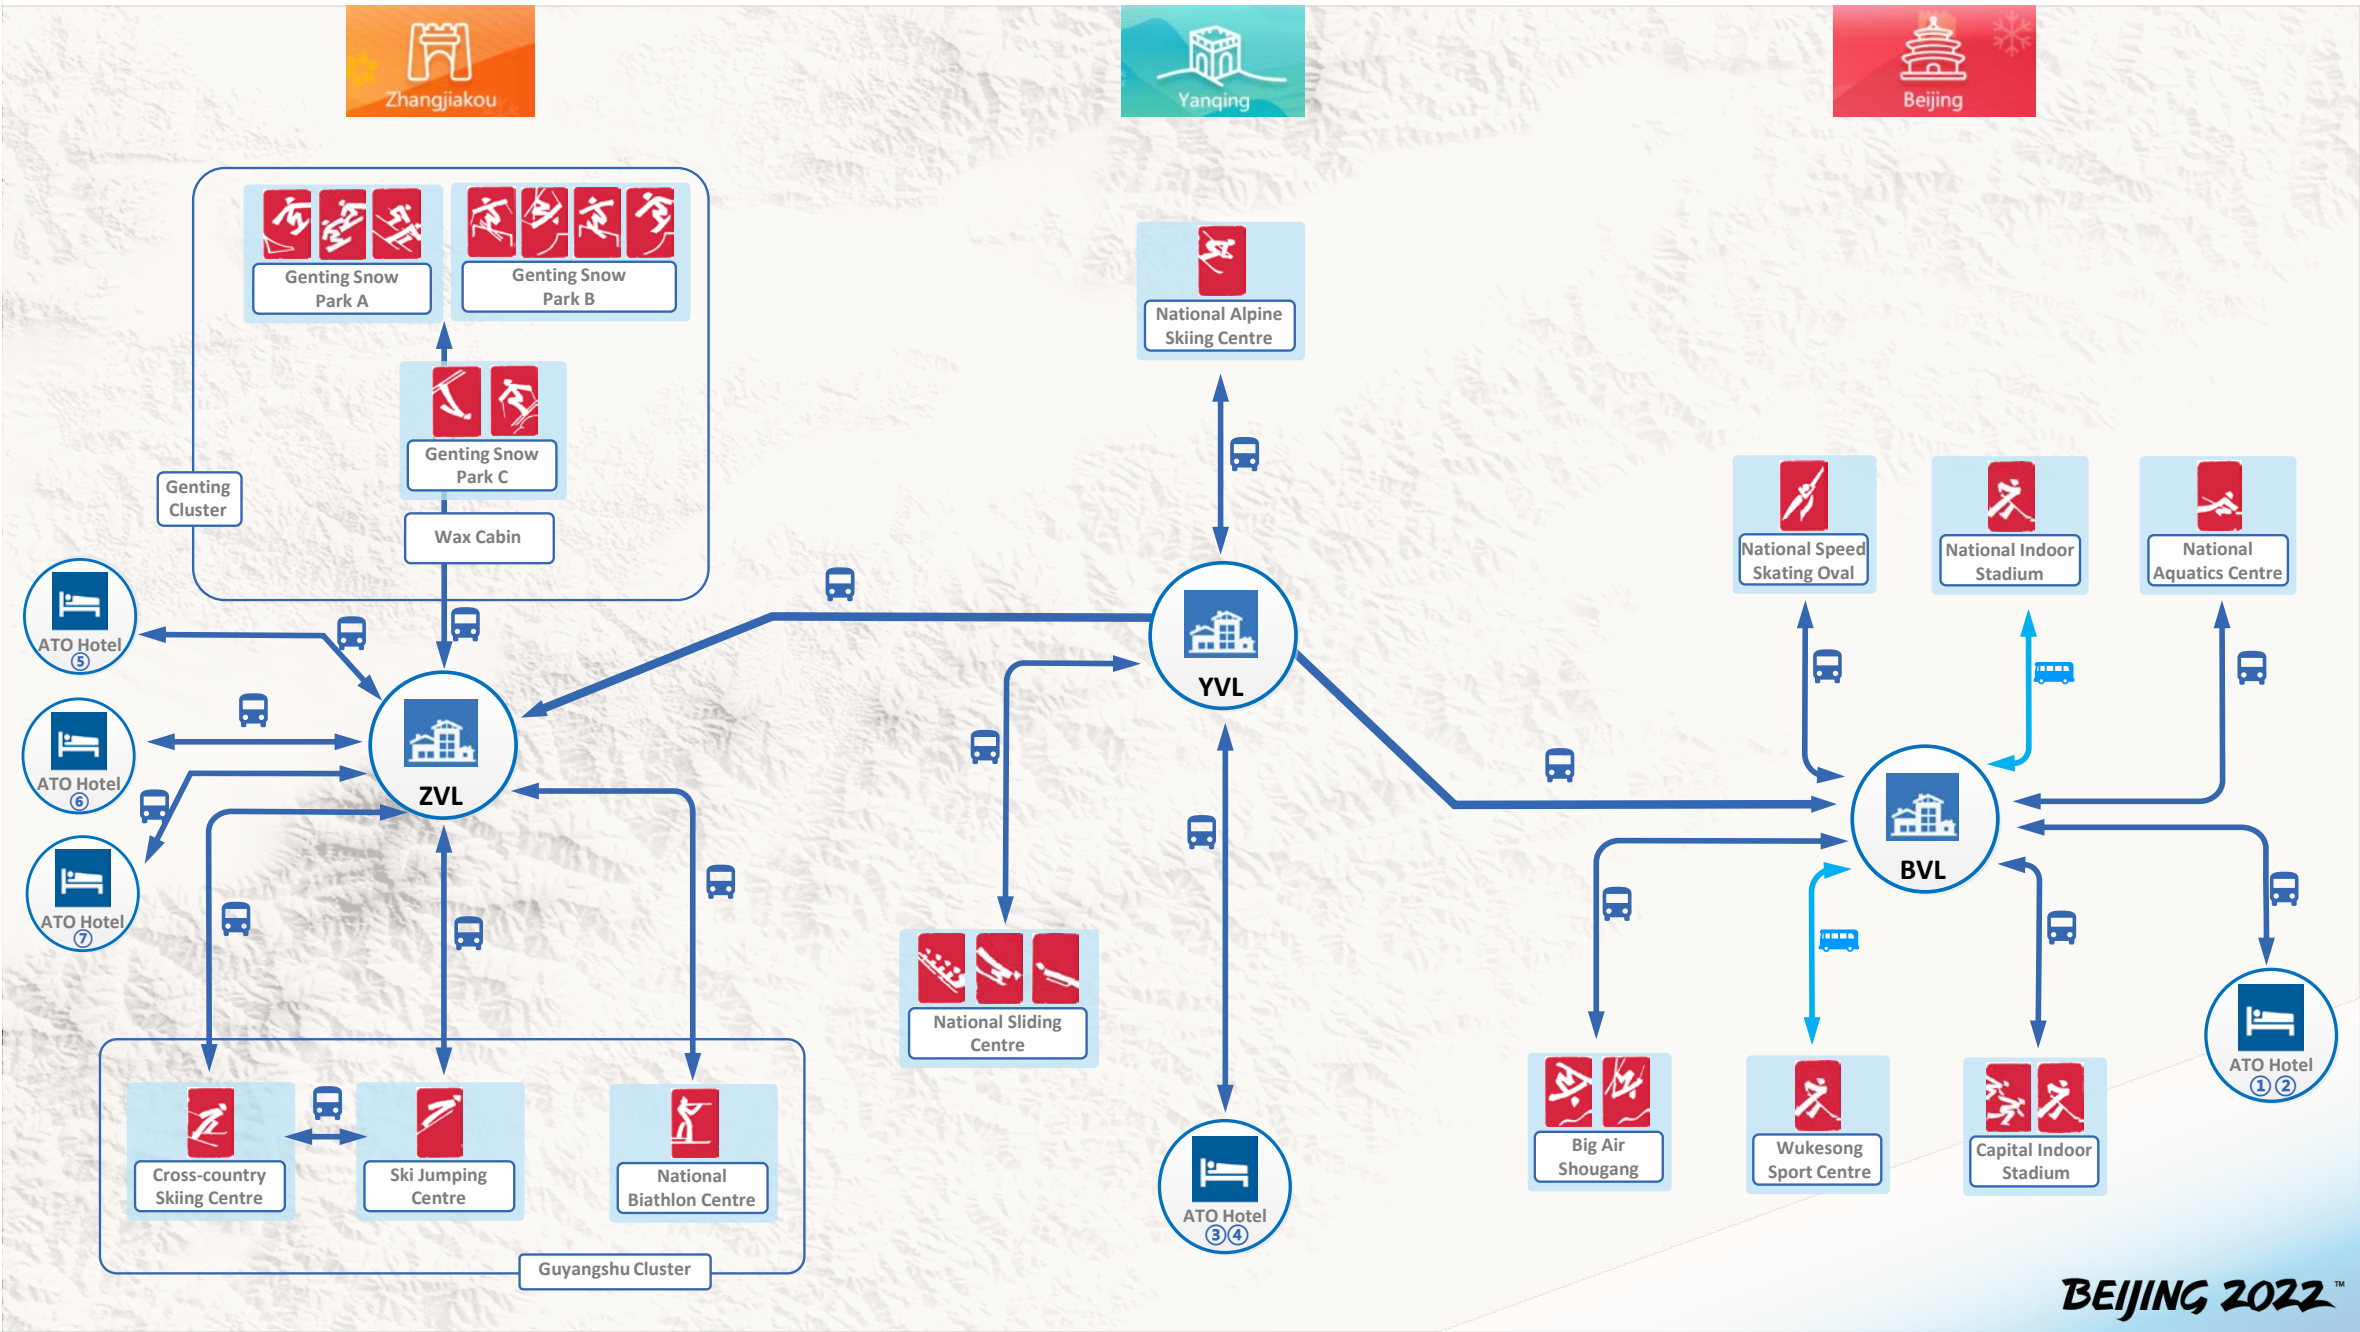 Zhangjiakou
Yanqing
Beijing
Genting Snow
Park A
Genting Snow
Park B
National Alpine
Skiing Centre
Genting Snow
Park C
Genting
Cluster
Wax Cabin
National Speed
Skating Oval
National Indoor
Stadium
National
Aquatics Centre
ATO Hotel
⑤
ATO Hotel
⑥
ATO Hotel
⑦
ZVL
YVL
BVL
National Sliding
Centre
Cross-country
Skiing Centre
Ski Jumping
Centre
National
Biathlon Centre
Guyangshu Cluster
ATO Hotel
③④
Big Air
Shougang
Wukesong
Sport Centre
Capital Indoor
Stadium
ATO Hotel
①②
BEIJING 2022™